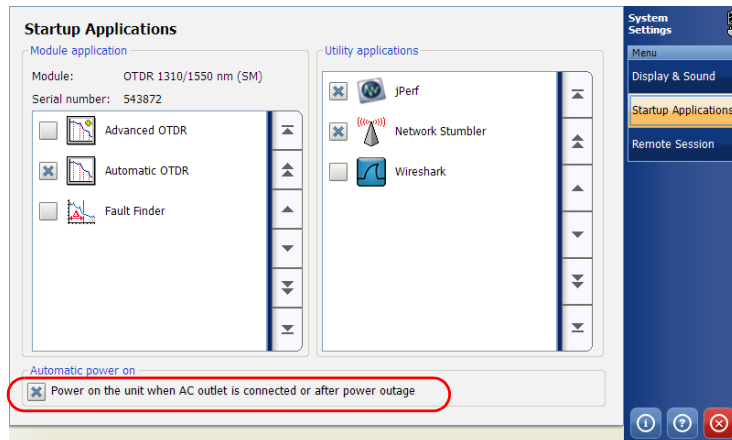 Startup Applications
Module application
Module: OTDR 1310/1550 nm (SM)
Serial number: 543872
Advanced OTDR
Automatic OTDR
Fault Finder
Utility applications
jPerf
Network Stumbler
Wireshark
Automatic power on
Power on the unit when AC outlet is connected or after power outage
System
Settings
Menu
Display & Sound
Startup Applications
Remote Session